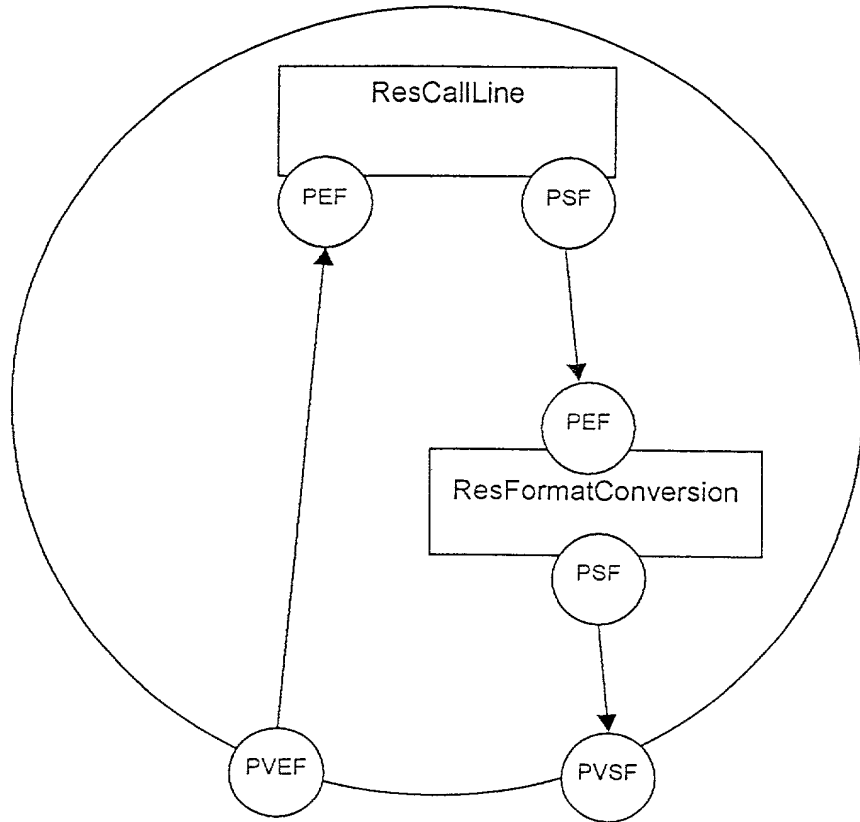 ResCallLine
PEF
PSF
PEF
ResFormatConversion
PSF
PVEF
PVSF